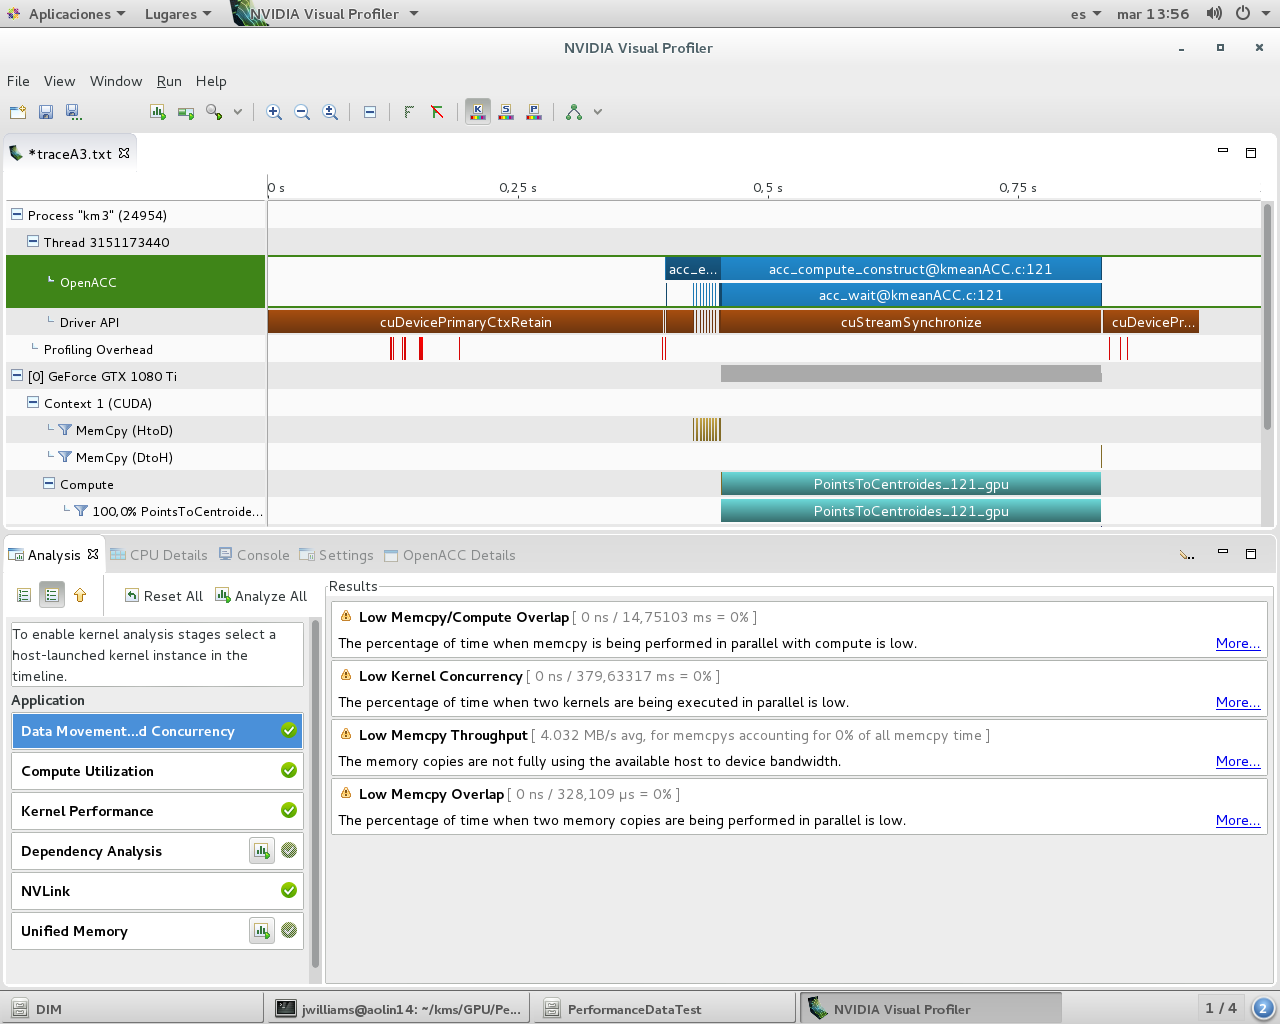 Aplicaciones Lugares NVIDIA Visual Profiler es mar 13:56
NVIDIA Visual Profiler
File View Window Run Help
K S P
*traceA3.txt
0 s 0,25 s 0,5 s 0,75 s
Process "km3" (24954)
Thread 3151173440
OpenACC
acc_e... acc_compute_construct@kmeanACC.c:121
acc_wait@kmeanACC.c:121
Driver API cuDevicePrimaryCtxRetain cuStreamSynchronize cuDevicePr...
Profiling Overhead
[0] GeForce GTX 1080 Ti
Context 1 (CUDA)
MemCpy (HtoD)
MemCpy (DtoH)
Compute PointsToCentroides_121_gpu
100,0% PointsToCentroide... PointsToCentroides_121_gpu
Analysis CPU Details Console Settings OpenACC Details
Reset All Analyze All
To enable kernel analysis stages select a
host-launched kernel instance in the
timeline.
Application
Data Movement...d Concurrency
Compute Utilization
Kernel Performance
Dependency Analysis
NVLink
Unified Memory
Results
Low Memcpy/Compute Overlap [ 0 ns / 14,75103 ms = 0% ]
The percentage of time when memcpy is being performed in parallel with compute is low. More...
Low Kernel Concurrency [ 0 ns / 379,63317 ms = 0% ]
The percentage of time when two kernels are being executed in parallel is low. More...
Low Memcpy Throughput [ 4.032 MB/s avg, for memcpys accounting for 0% of all memcpy time ]
The memory copies are not fully using the available host to device bandwidth. More...
Low Memcpy Overlap [ 0 ns / 328,109 µs = 0% ]
The percentage of time when two memory copies are being performed in parallel is low. More...
DIM jwilliams@aolin14: ~/kms/GPU/Pe... PerformanceDataTest NVIDIA Visual Profiler 1 / 4 2